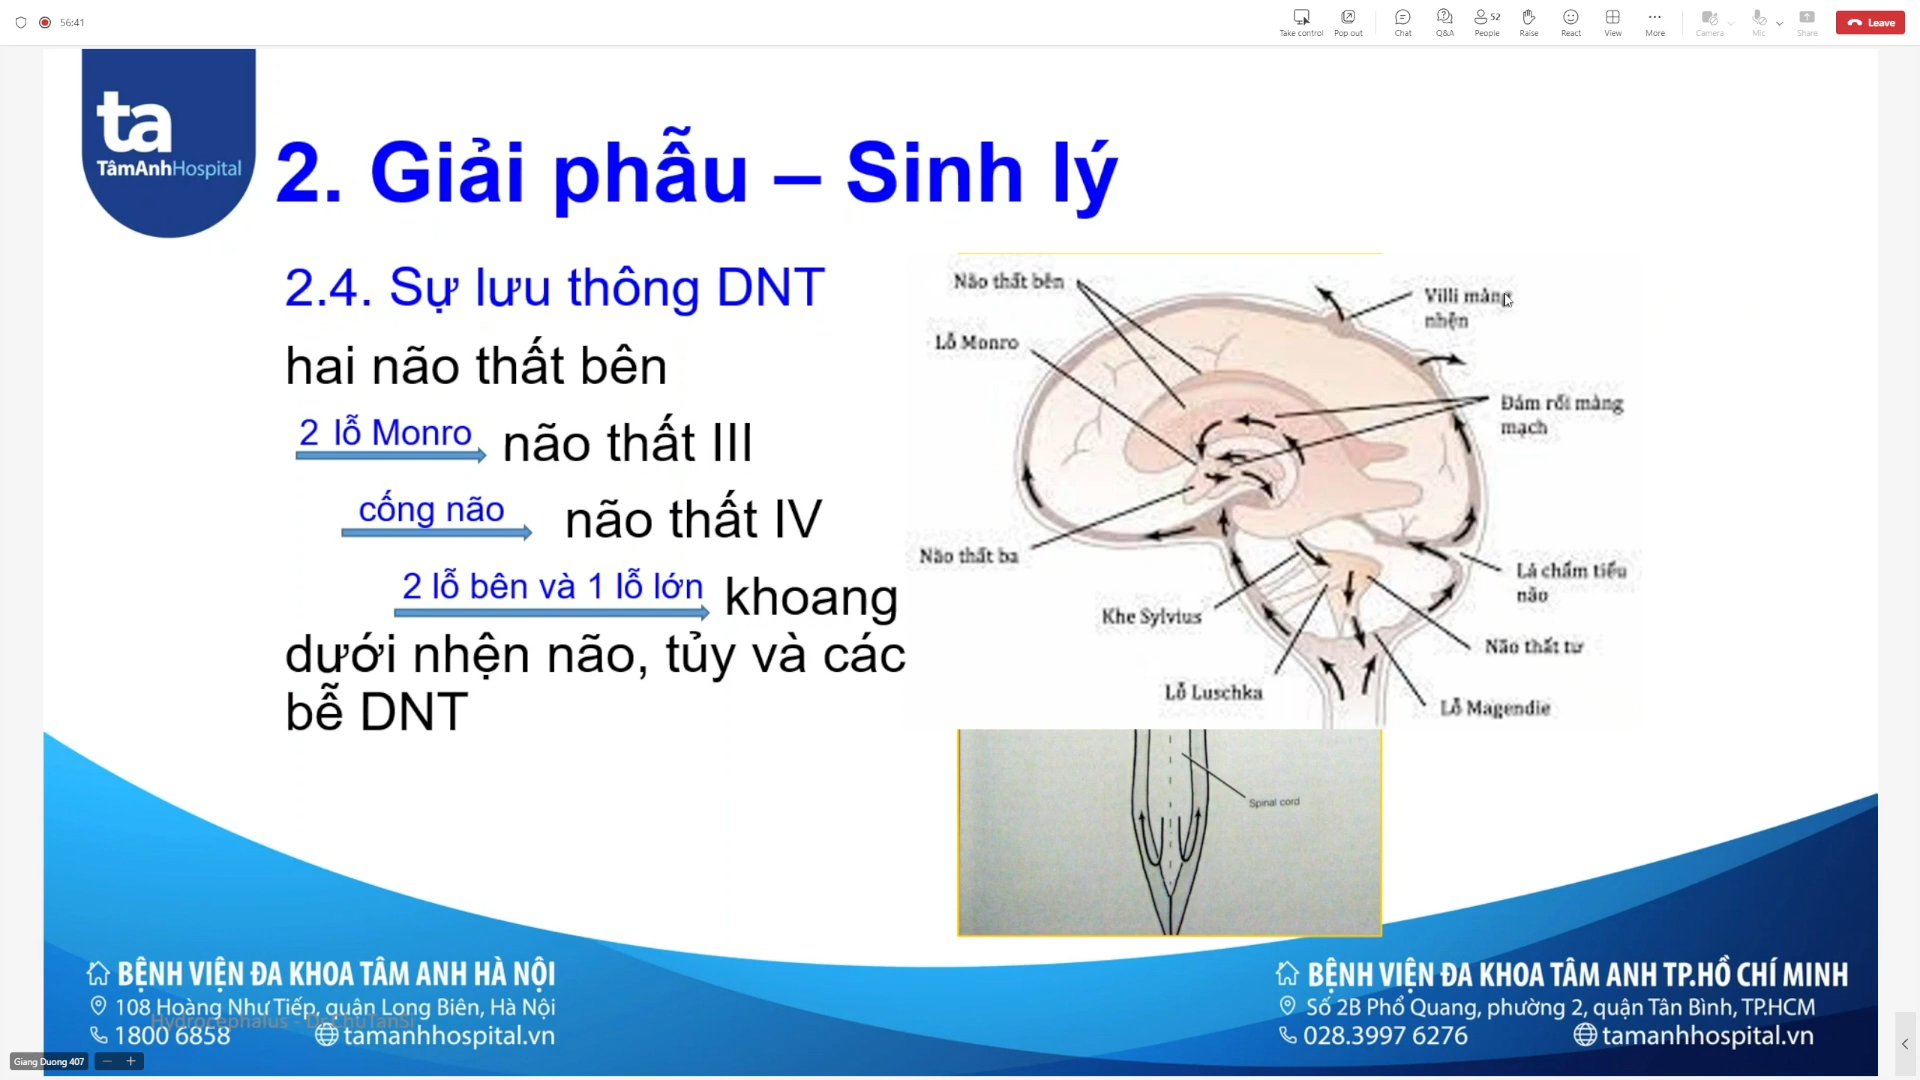 56:41
Take control
Pop out
Chat
Q&A
52
People
Raise
React
View
More
Camera
Mic
Share
Leave
ta
TâmAnhHospital
2. Giải phẫu – Sinh lý
2.4. Sự lưu thông DNT
hai não thất bên
2 lỗ Monro não thất III
cống não não thất IV
2 lỗ bên và 1 lỗ lớn khoang
dưới nhện não, tủy và các
bễ DNT
Não thất bên
Villi màng
nhện
Lỗ Monro
Đám rối màng
mạch
Não thất ba
Lá chẩm tiểu
não
Khe Sylvius
Não thất tư
Lỗ Luschka
Lỗ Magendie
Spinal cord
BỆNH VIỆN ĐA KHOA TÂM ANH HÀ NỘI
108 Hoàng Như Tiếp, quận Long Biên, Hà Nội
Hydrocephalus - Dr.ChuTanSi
1800 6858
tamanhhospital.vn
BỆNH VIỆN ĐA KHOA TÂM ANH TP.HỒ CHÍ MINH
Số 2B Phổ Quang, phường 2, quận Tân Bình, TP.HCM
028.3997 6276
tamanhhospital.vn
Giang Duong 407